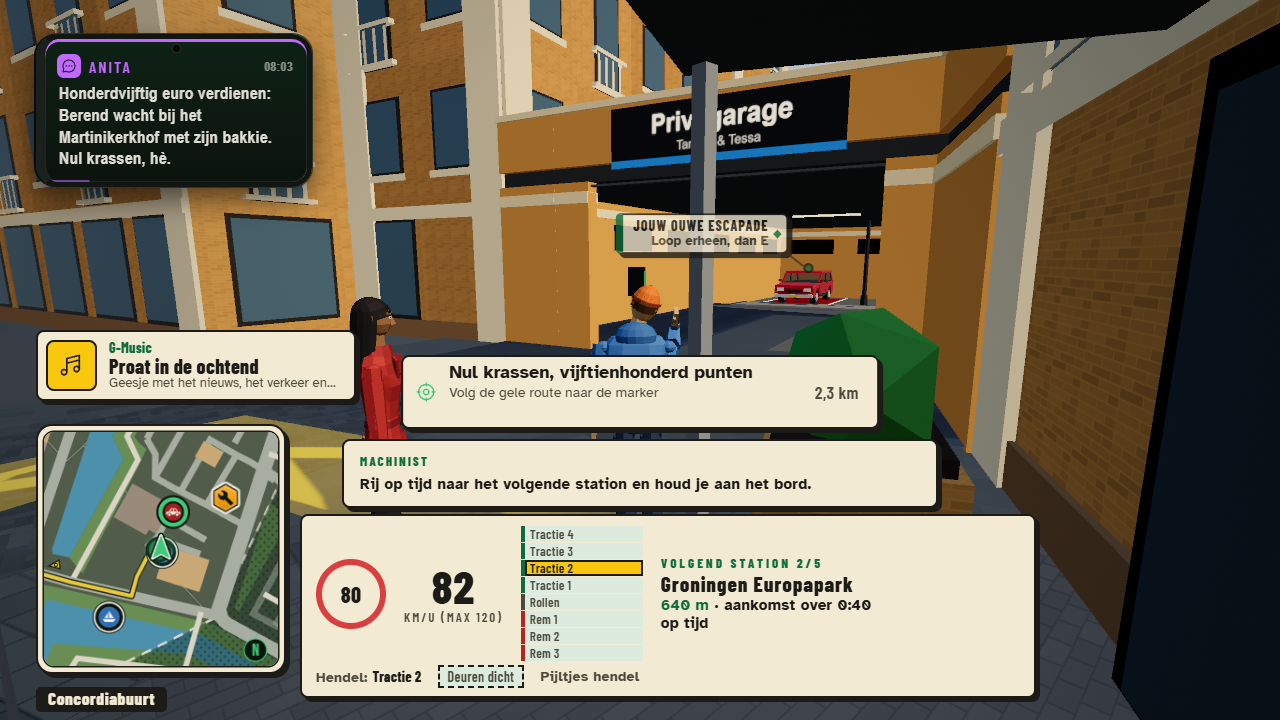 ANITA
08:03
Honderdvijftig euro verdienen:
Berend wacht bij het
Martinikerkhof met zijn bakkie.
Nul krassen, hè.
garage
& Tessa
JOUW OUWE ESCAPADE
Loop erheen, dan E
G-Music
Proat in de ochtend
Geesje met het nieuws, het verkeer en...
Nul krassen, vijftienhonderd punten
Volg de gele route naar de marker
2,3 km
MACHINIST
Rij op tijd naar het volgende station en houd je aan het bord.
80
82
KM/U (MAX 120)
Tractie 4
Tractie 3
Tractie 2
Tractie 1
Rollen
Rem 1
Rem 2
Rem 3
VOLGEND STATION 2/5
Groningen Europapark
640 m · aankomst over 0:40
op tijd
Hendel: Tractie 2
Deuren dicht
Pijltjes hendel
N
Concordiabuurt